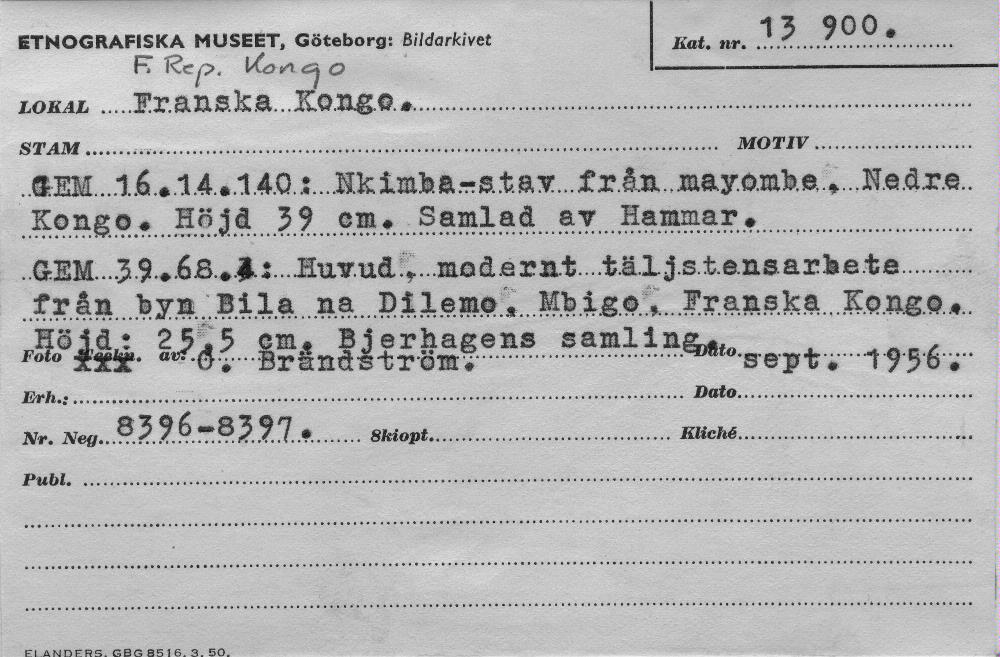 ETNOGRAFISKA MUSEET, Göteborg: Bildarkivet
Kat. nr. 13 900.
F. Rep. Kongo
LOKAL Franska Kongo.
STAM MOTIV
GEM 16.14.140: Nkimba-stav från mayombe, Nedre
Kongo. Höjd 39 cm. Samlad av Hammar.
GEM 39.68.: Huvud, modernt täljstensarbete
från byn Bila na Dilemo, Mbigo, Franska Kongo.
Höjd: 25,5 cm. Bjerhagens samling.
Foto xxx av: O. Brandström. Dato sept. 1956.
Erh.: Dato
Nr. Neg. 8396-8397. Skiopt. Kliché
Publ.
ELANDERS, GBG 8516, 3. 50.